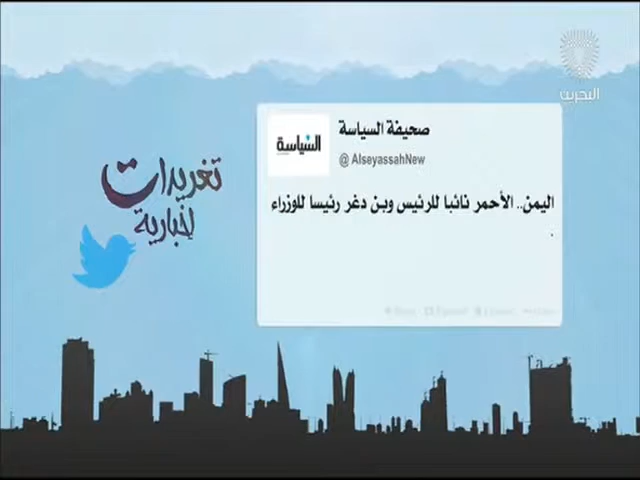 البحرين
صحيفة السياسة
السياسة
@ AlseyassahNew
تغريدات
إخبارية
اليمن.. الأحمر نائبا للرئيس وبن دغر رئيسا للوزراء
.